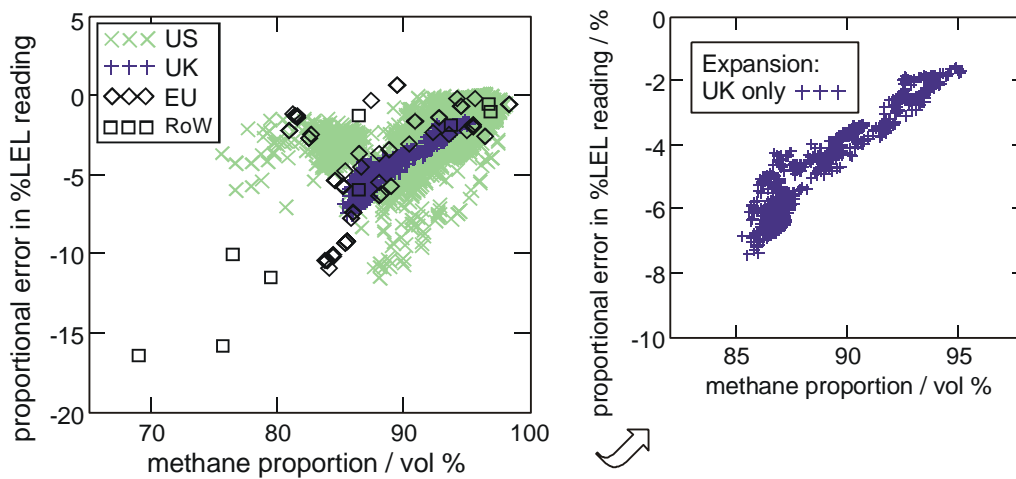 proportional error in %LEL reading
5
0
-5
-10
-15
-20
US
UK
EU
RoW
70
80
90
100
methane proportion / vol %
proportional error in %LEL reading / %
-0
-2
-4
-6
-8
-10
Expansion:
UK only
85
90
95
methane proportion / vol %